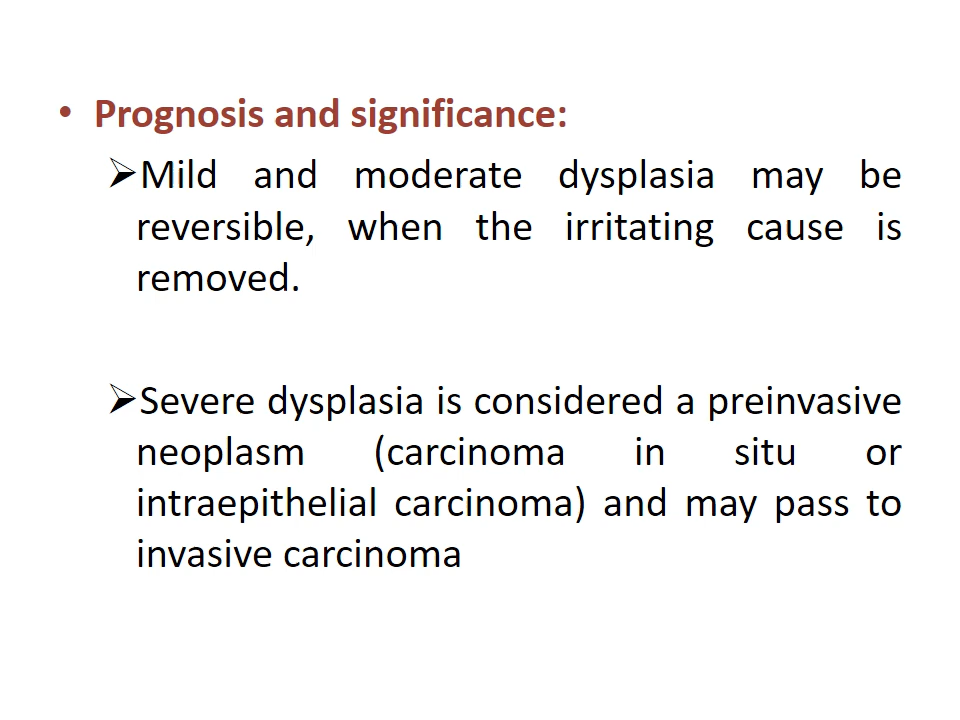 • Prognosis and significance:
➢Mild and moderate dysplasia may be
reversible, when the irritating cause is
removed.
➢Severe dysplasia is considered a preinvasive
neoplasm (carcinoma in situ or
intraepithelial carcinoma) and may pass to
invasive carcinoma